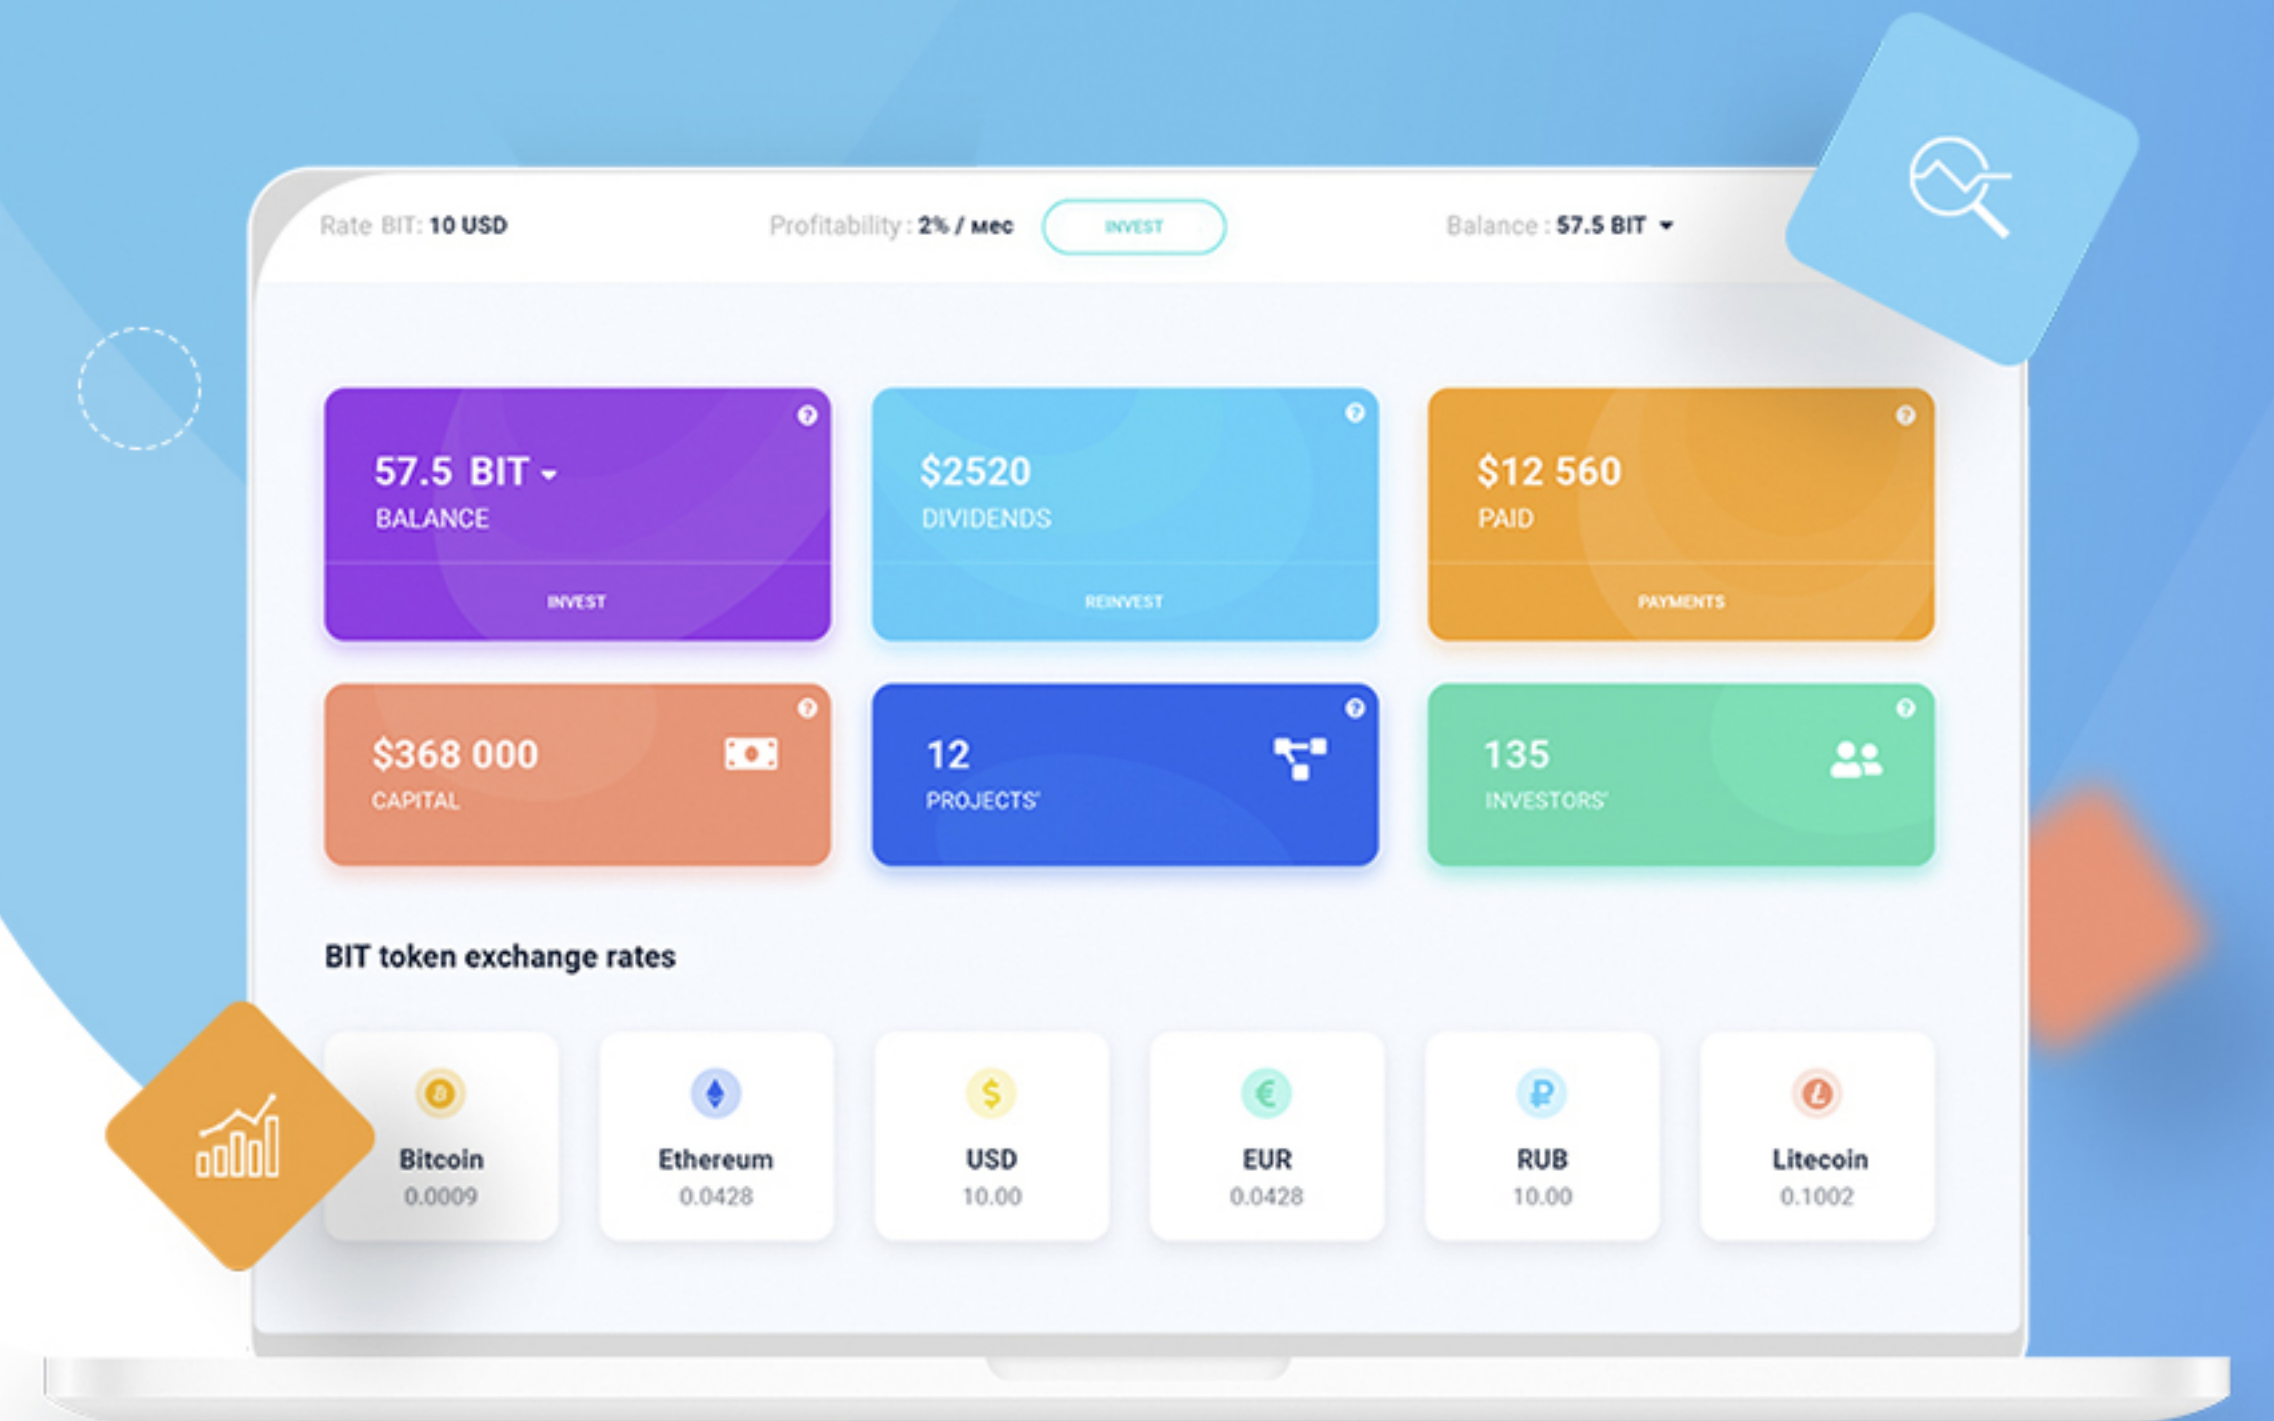 Rate BIT: 10 USD
Profitability : 2% / мес
INVEST
Balance : 57.5 BIT
57.5 BIT
BALANCE
INVEST
$2520
DIVIDENDS
REINVEST
$12 560
PAID
PAYMENTS
$368 000
CAPITAL
12
PROJECTS'
135
INVESTORS'
BIT token exchange rates
Bitcoin
0.0009
Ethereum
0.0428
USD
10.00
EUR
0.0428
RUB
10.00
Litecoin
0.1002